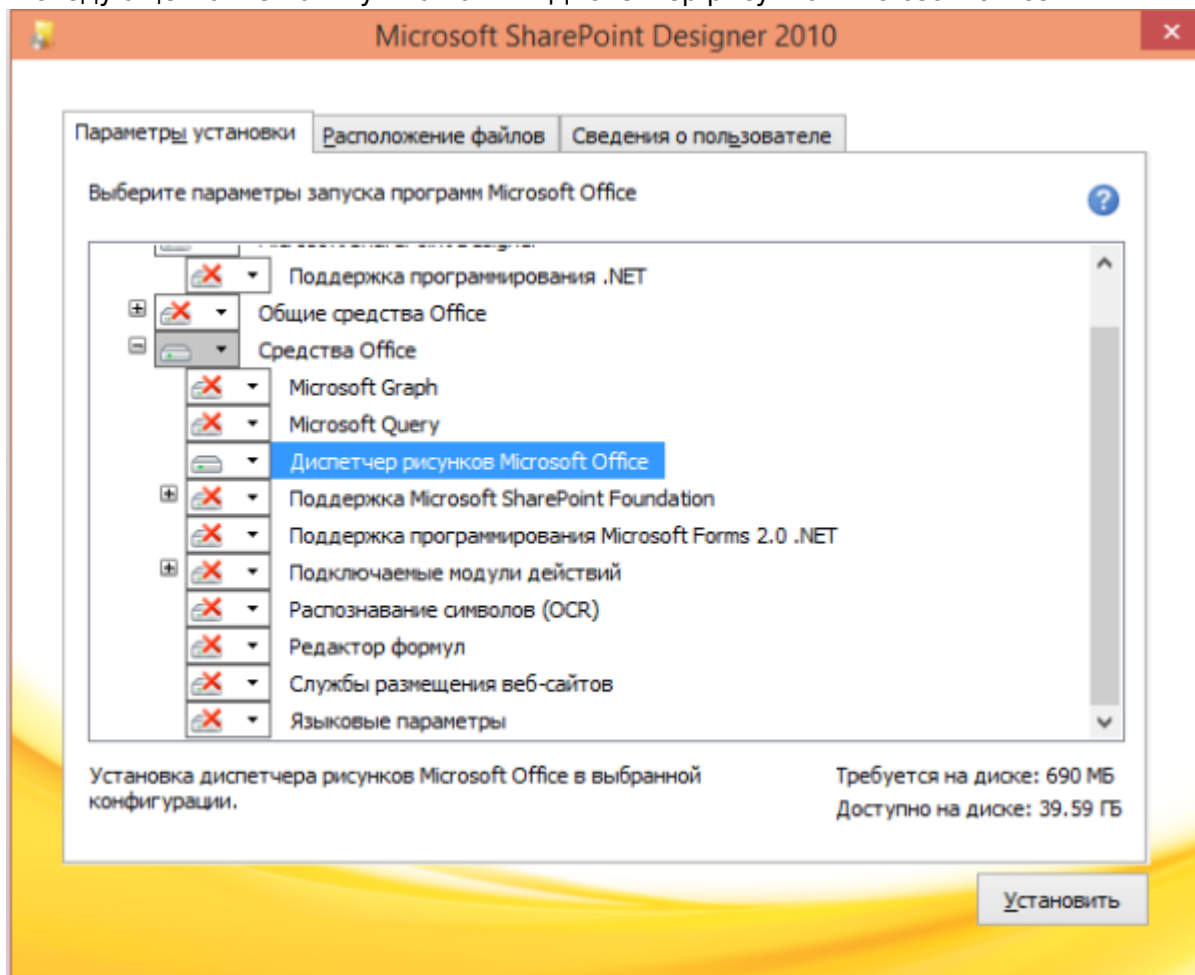 Microsoft SharePoint Designer 2010
Параметры установки
Расположение файлов
Сведения о пользователе
Выберите параметры запуска программ Microsoft Office
Поддержка программирования .NET
Общие средства Office
Средства Office
Microsoft Graph
Microsoft Query
Диспетчер рисунков Microsoft Office
Поддержка Microsoft SharePoint Foundation
Поддержка программирования Microsoft Forms 2.0 .NET
Подключаемые модули действий
Распознавание символов (OCR)
Редактор формул
Службы размещения веб-сайтов
Языковые параметры
Установка диспетчера рисунков Microsoft Office в выбранной
конфигурации.
Требуется на диске: 690 МБ
Доступно на диске: 39.59 ГБ
Установить